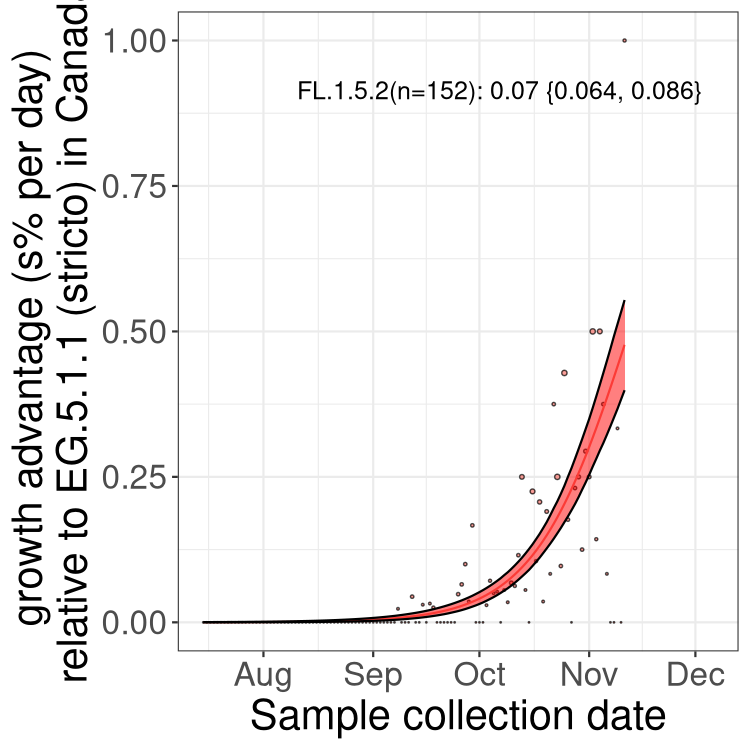 growth advantage (s% per day)
relative to EG.5.1.1 (stricto) in Canada
1.00
0.75
0.50
0.25
0.00
FL.1.5.2(n=152): 0.07 {0.064, 0.086}
Aug Sep Oct Nov Dec
Sample collection date